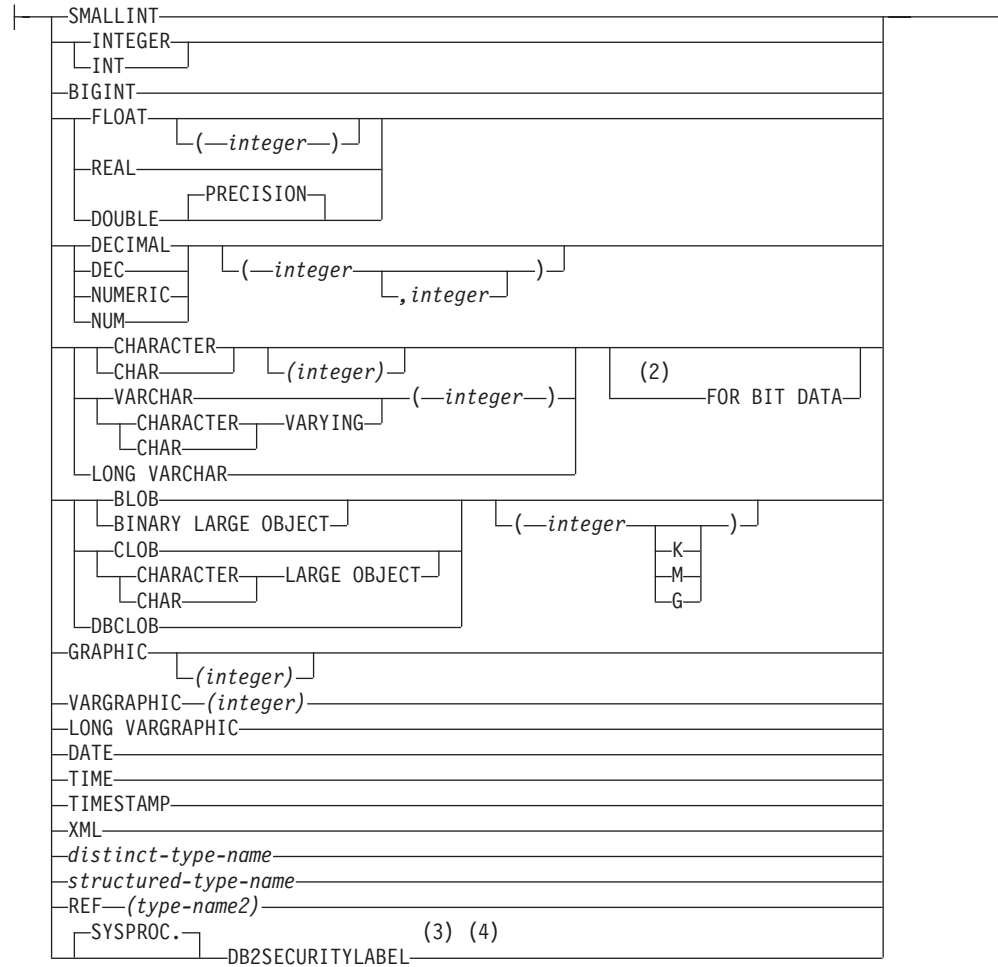 SMALLINT
INTEGER
INT
BIGINT
FLOAT
( integer )
REAL
PRECISION
DOUBLE
DECIMAL
DEC ( integer )
NUMERIC ,integer
NUM
CHARACTER
CHAR (integer) (2)
VARCHAR ( integer ) FOR BIT DATA
CHARACTER VARYING
CHAR
LONG VARCHAR
BLOB
BINARY LARGE OBJECT ( integer )
CLOB K
CHARACTER LARGE OBJECT M
CHAR G
DBCLOB
GRAPHIC
(integer)
VARGRAPHIC (integer)
LONG VARGRAPHIC
DATE
TIME
TIMESTAMP
XML
distinct-type-name
structured-type-name
REF (type-name2)
SYSPROC. (3) (4)
DB2SECURITYLABEL